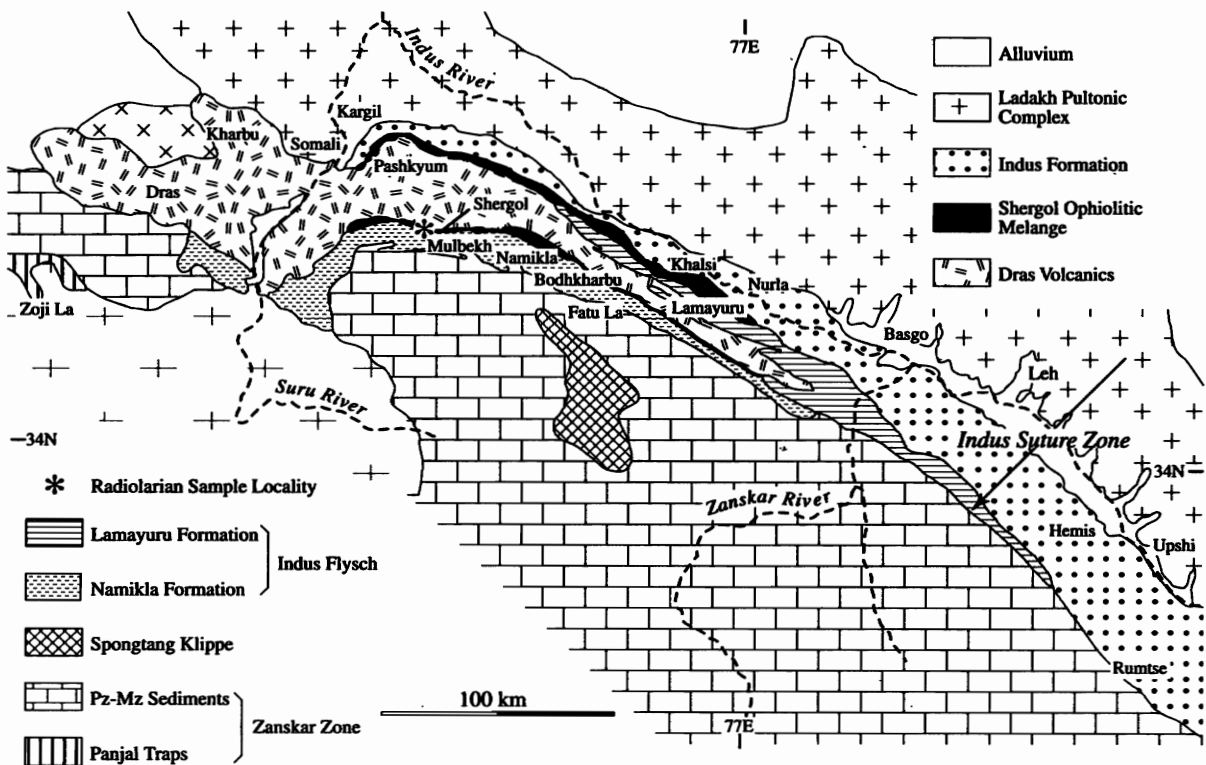 77E
Indus River
Kargil
Kharbu
Somali
Pashkyum
Dras
Shergol
Mulbekh
Namikla
Bodhkharbu
Khalsi
Nurla
Zoji La
Fatu La
Lamayuru
Basgo
Leh
Suru River
34N
Indus Suture Zone
34N
Zanskar River
Hemis
Upshi
Rumtse
100 km
77E
Alluvium
Ladakh Pultonic
Complex
Indus Formation
Shergol Ophiolitic
Melange
Dras Volcanics
* Radiolarian Sample Locality
Lamayuru Formation
Indus Flysch
Namikla Formation
Spongtang Klippe
Pz-Mz Sediments
Zanskar Zone
Panjal Traps